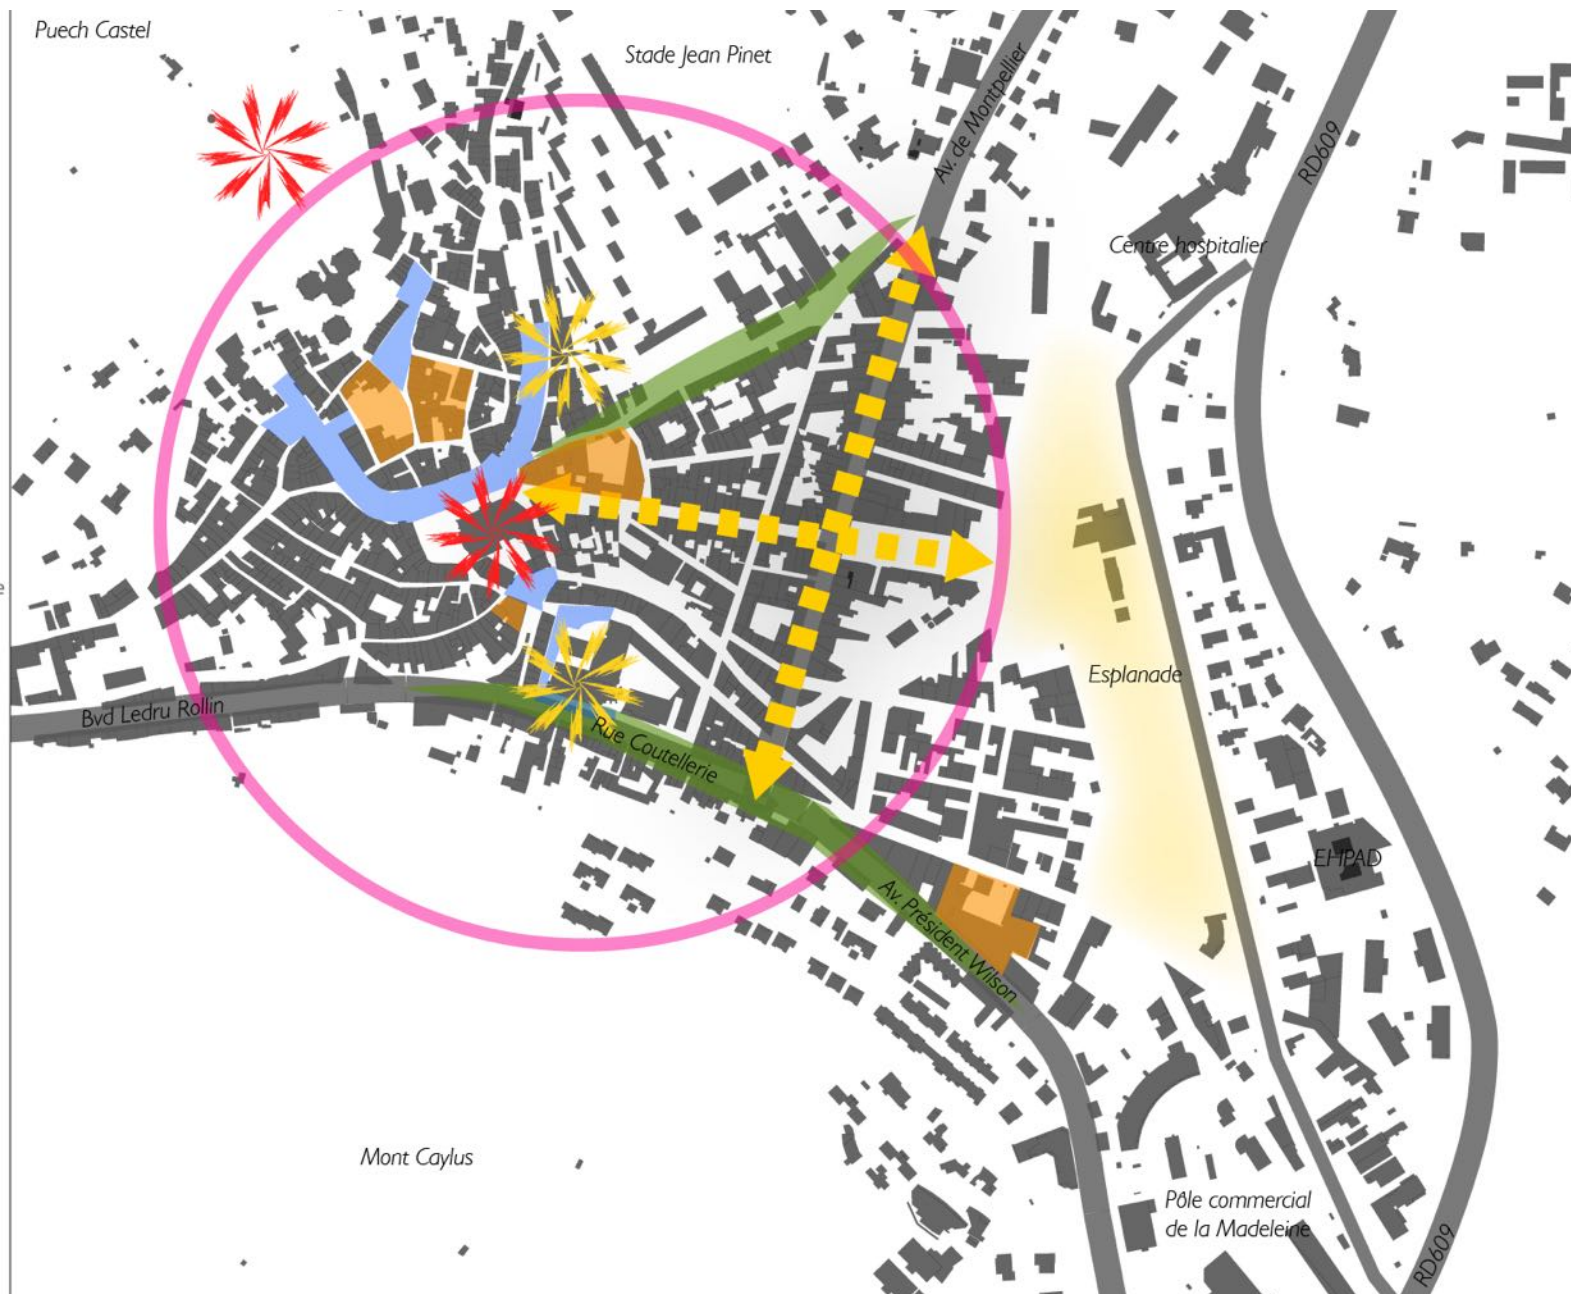 Puech Castel
Stade Jean Pinet
Av. de Montpellier
RD609
Centre hospitalier
Esplanade
Bvd Ledru Rollin
Rue Coutellerie
EHPAD
Av. Président Wilson
Mont Caylus
Pôle commercial
de la Madeleine
RD609